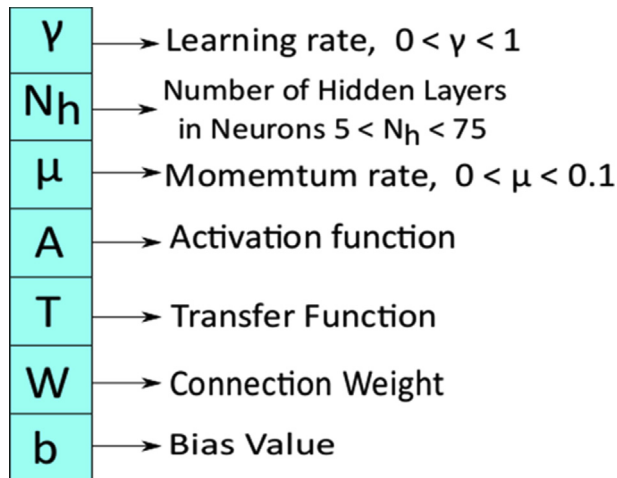 γ Learning rate, 0 < γ < 1
Nh Number of Hidden Layers
in Neurons 5 < Nh < 75
μ Momemtum rate, 0 < μ < 0.1
A Activation function
T Transfer Function
W Connection Weight
b Bias Value